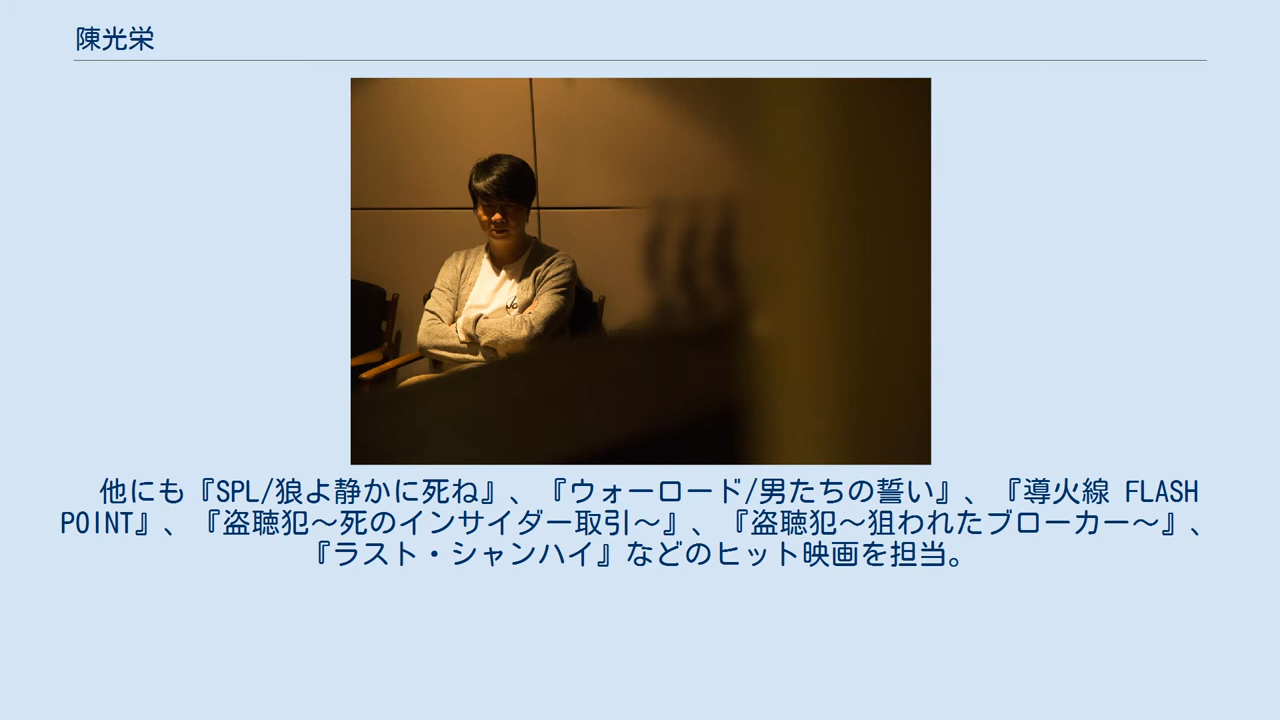 陳光栄
他にも『SPL/狼よ静かに死ね』、『ウォーロード/男たちの誓い』、『導火線 FLASH
POINT』、『盗聴犯～死のインサイダー取引～』、『盗聴犯～狙われたブローカー～』、
『ラスト・シャンハイ』などのヒット映画を担当。